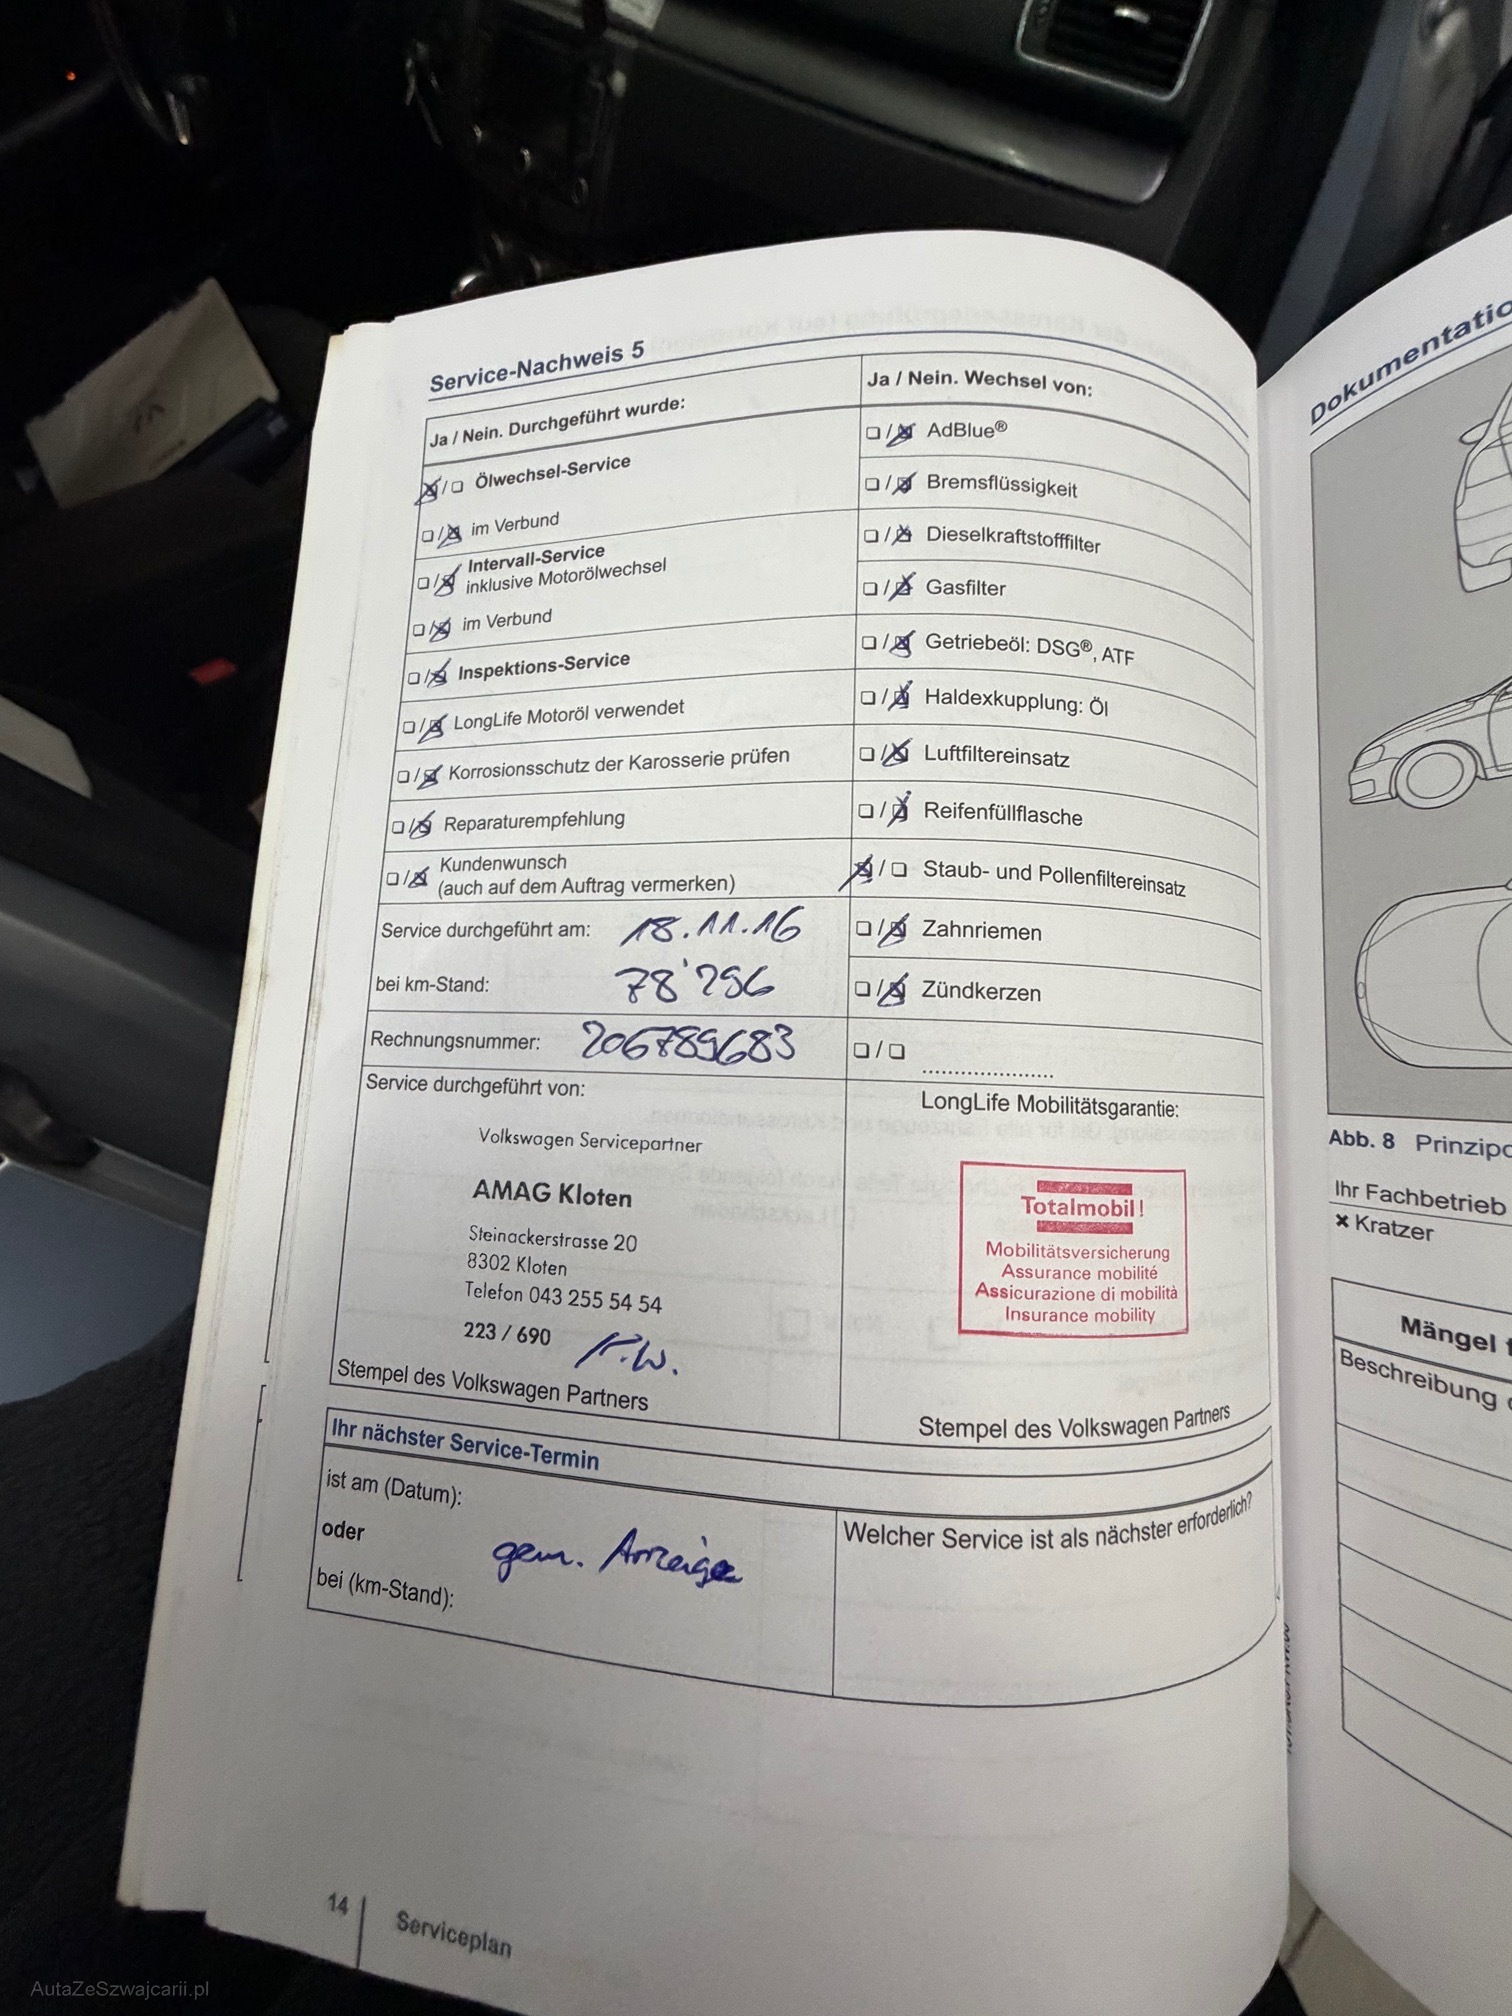 Service-Nachweis 5
Ja / Nein. Durchgeführt wurde:
Ölwechsel-Service
im Verbund
Intervall-Service
inklusive Motorölwechsel
im Verbund
Inspektions-Service
LongLife Motoröl verwendet
Korrosionsschutz der Karosserie prüfen
Reparaturempfehlung
Kundenwunsch
(auch auf dem Auftrag vermerken)
Service durchgeführt am: 18.11.16
bei km-Stand: 78'296
Rechnungsnummer: 206789683
Service durchgeführt von:
Volkswagen Servicepartner
AMAG Kloten
Steinackerstrasse 20
8302 Kloten
Telefon 043 255 54 54
223 / 690
Stempel des Volkswagen Partners
Ja / Nein. Wechsel von:
AdBlue®
Bremsflüssigkeit
Dieselkraftstofffilter
Gasfilter
Getriebeöl: DSG®, ATF
Haldexkupplung: Öl
Luftfiltereinsatz
Reifenfüllflasche
Staub- und Pollenfiltereinsatz
Zahnriemen
Zündkerzen
LongLife Mobilitätsgarantie:
Totalmobil!
Mobilitätsversicherung
Assurance mobilité
Assicurazione di mobilità
Insurance mobility
Stempel des Volkswagen Partners
Ihr nächster Service-Termin
ist am (Datum):
oder
gem. Anzeige
bei (km-Stand):
Welcher Service ist als nächster erforderlich?
14
Serviceplan
Abb. 8 Prinzip
Ihr Fachbetrieb
× Kratzer
Mängel
Beschreibung
AutaZeSzwajcarii.pl